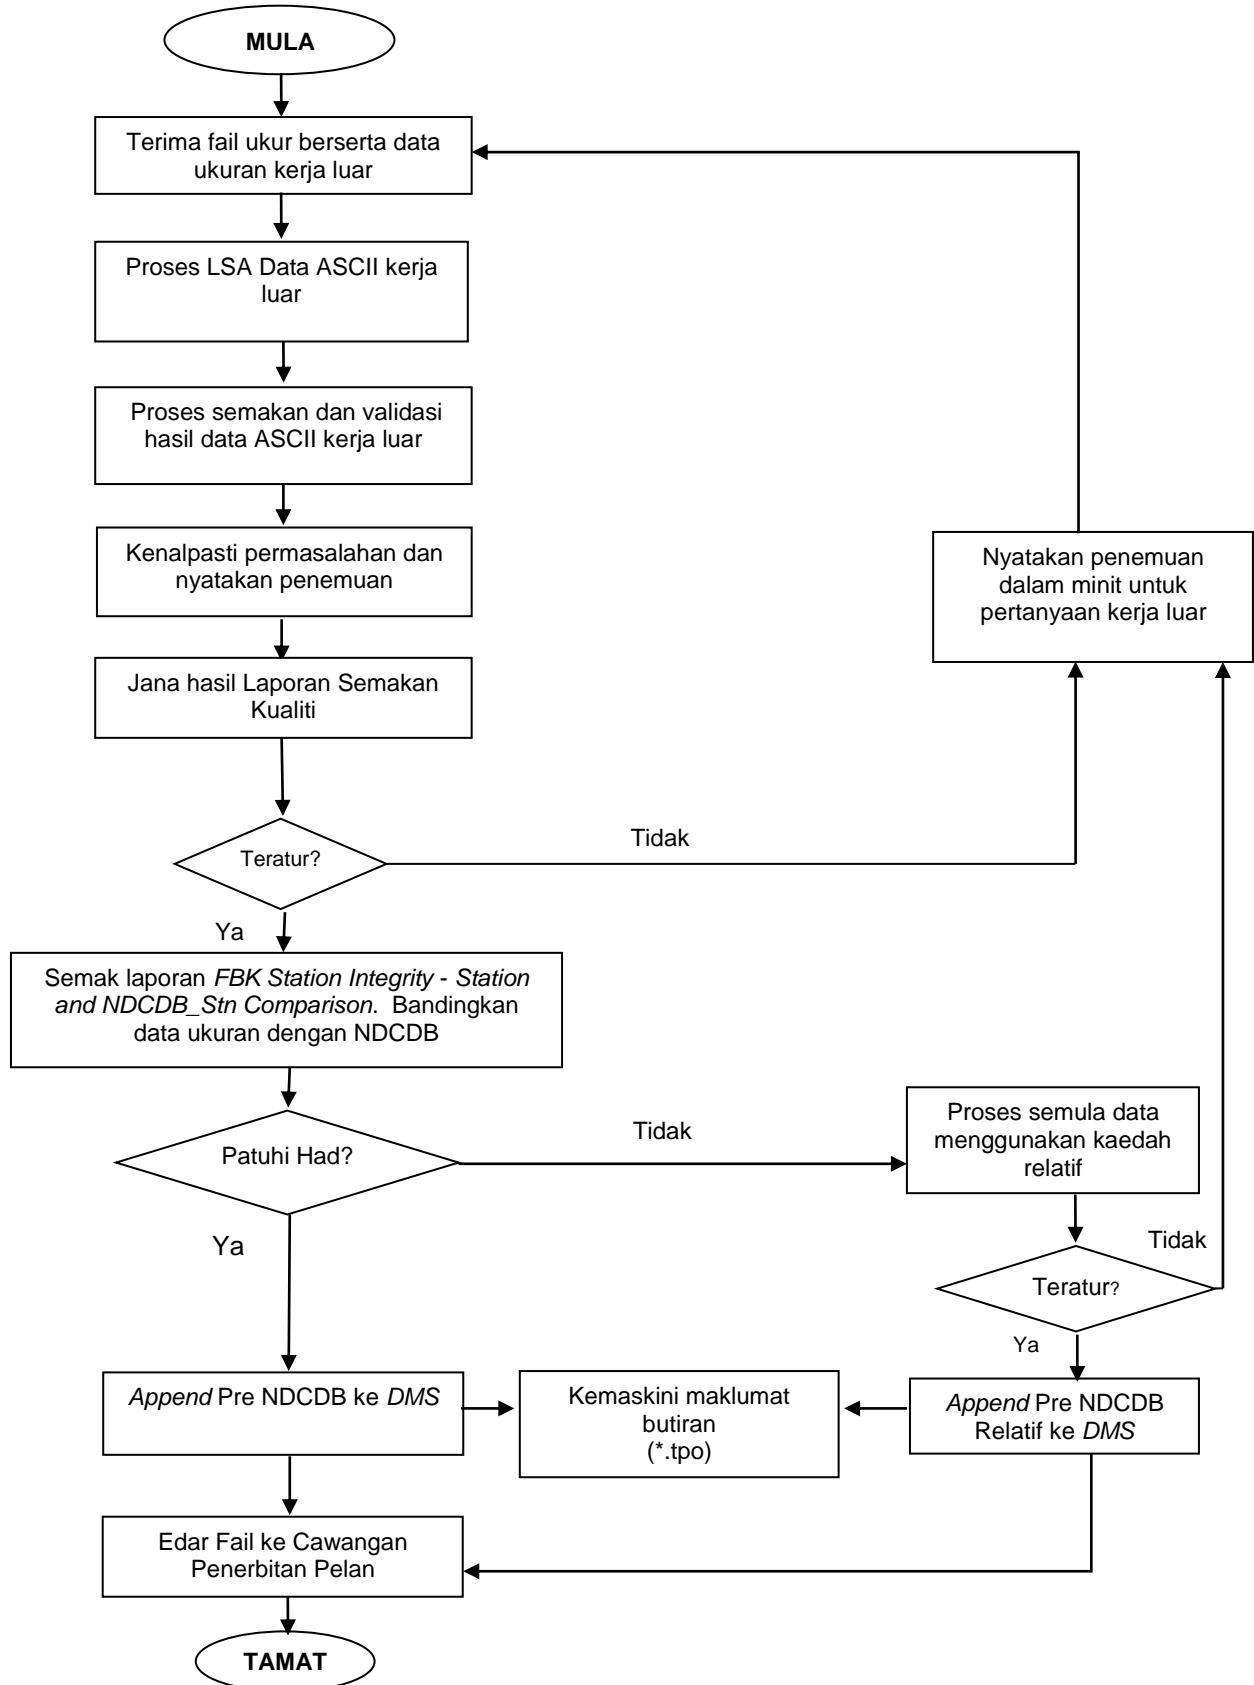 MULA
Terima fail ukur berserta data
ukuran kerja luar
Proses LSA Data ASCII kerja
luar
Proses semakan dan validasi
hasil data ASCII kerja luar
Kenalpasti permasalahan dan
nyatakan penemuan
Nyatakan penemuan
dalam minit untuk
pertanyaan kerja luar
Jana hasil Laporan Semakan
Kualiti
Teratur?
Tidak
Ya
Semak laporan FBK Station Integrity - Station
and NDCDB_Stn Comparison. Bandingkan
data ukuran dengan NDCDB
Patuhi Had?
Tidak
Proses semula data
menggunakan kaedah
relatif
Ya
Tidak
Teratur?
Ya
Append Pre NDCDB ke DMS
Kemaskini maklumat
butiran
(*.tpo)
Append Pre NDCDB
Relatif ke DMS
Edar Fail ke Cawangan
Penerbitan Pelan
TAMAT